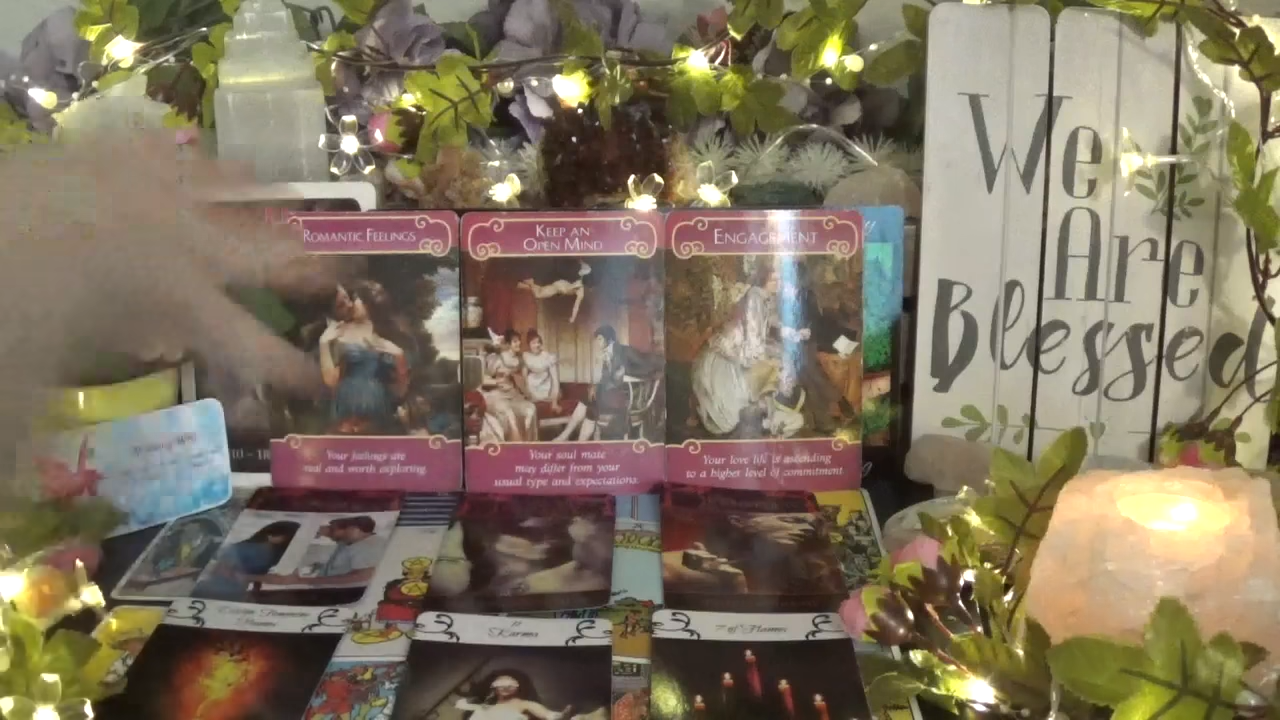 We
Are
Blessed
ROMANTIC FEELINGS
KEEP AN
OPEN MIND
ENGAGEMENT
Your feelings are
real and worth exploring.
Your soul mate
may differ from your
usual type and expectations.
Your love life is ascending
to a higher level of commitment
Karma
7 of Flames